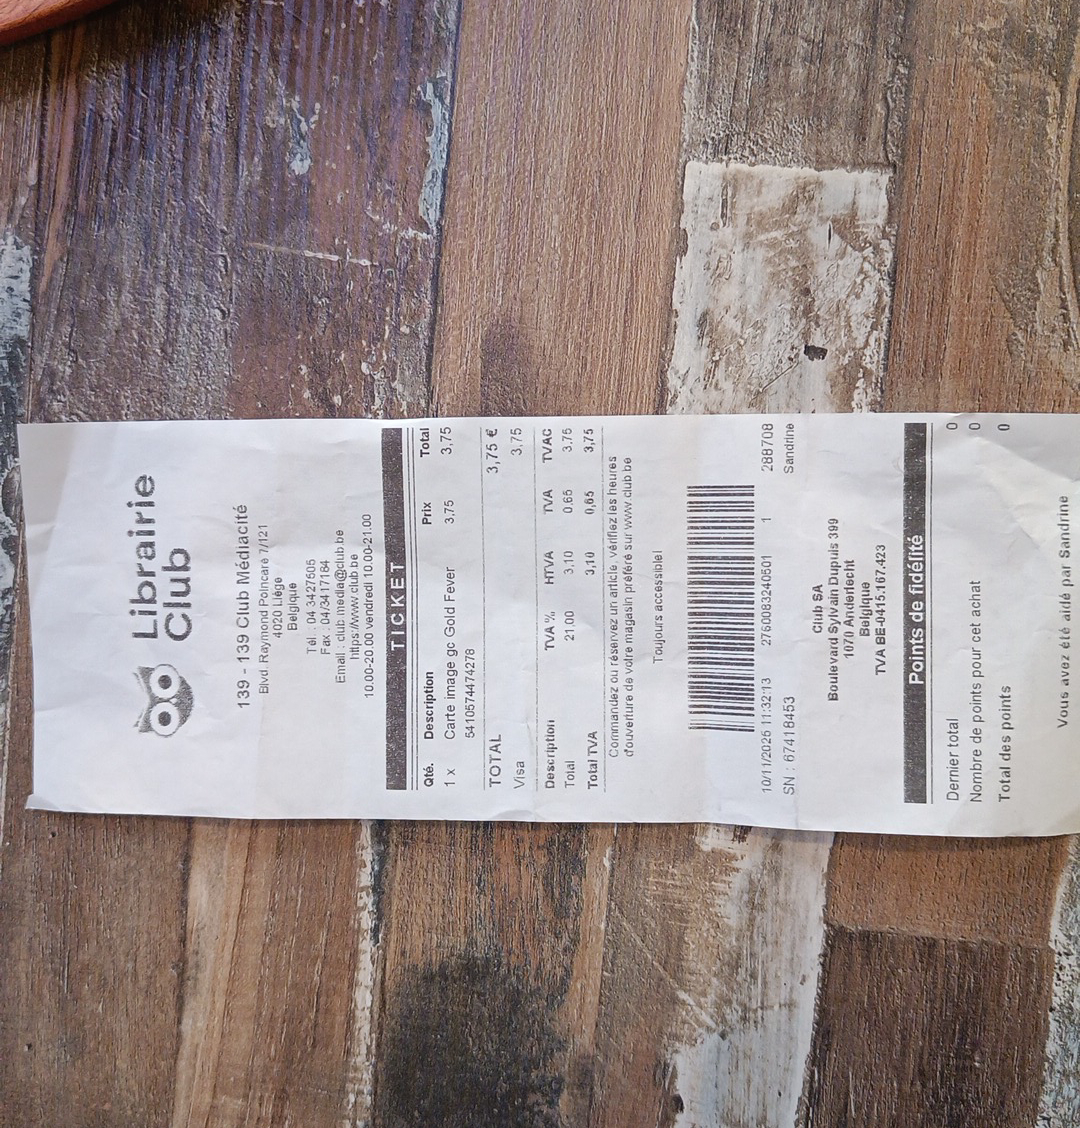 Librairie
Club
139 - 139 Club Médiacité
Blvd. Raymond Poincaré 7/121
4020 Liège
Belgique
Tél. : 04 3427505
Fax : 04/3417184
Email : club.media@club.be
https://www.club.be
10.00-20.00 vendredi 10.00-21.00
TICKET
Qté. Description Prix Total
1 x Carte image gc Gold Fever 3,75 3,75
5410574474278
TOTAL 3,75 €
Visa 3,75
Description TVA % HTVA TVA TVAC
Total 21,00 3,10 0,65 3,75
Total TVA 3,10 0,65 3,75
Commandez ou réservez un article, vérifiez les heures
d'ouverture de votre magasin préféré sur www.club.be
Toujours accessible!
10/11/2025 11:32:13 2760083240501 1 288708
SN : 67418453 Sandrine
Club SA
Boulevard Sylvain Dupuis 399
1070 Anderlecht
Belgique
TVA BE-0415.167.423
Points de fidélité
Dernier total 0
Nombre de points pour cet achat 0
Total des points 0
Vous avez été aidé par Sandrine